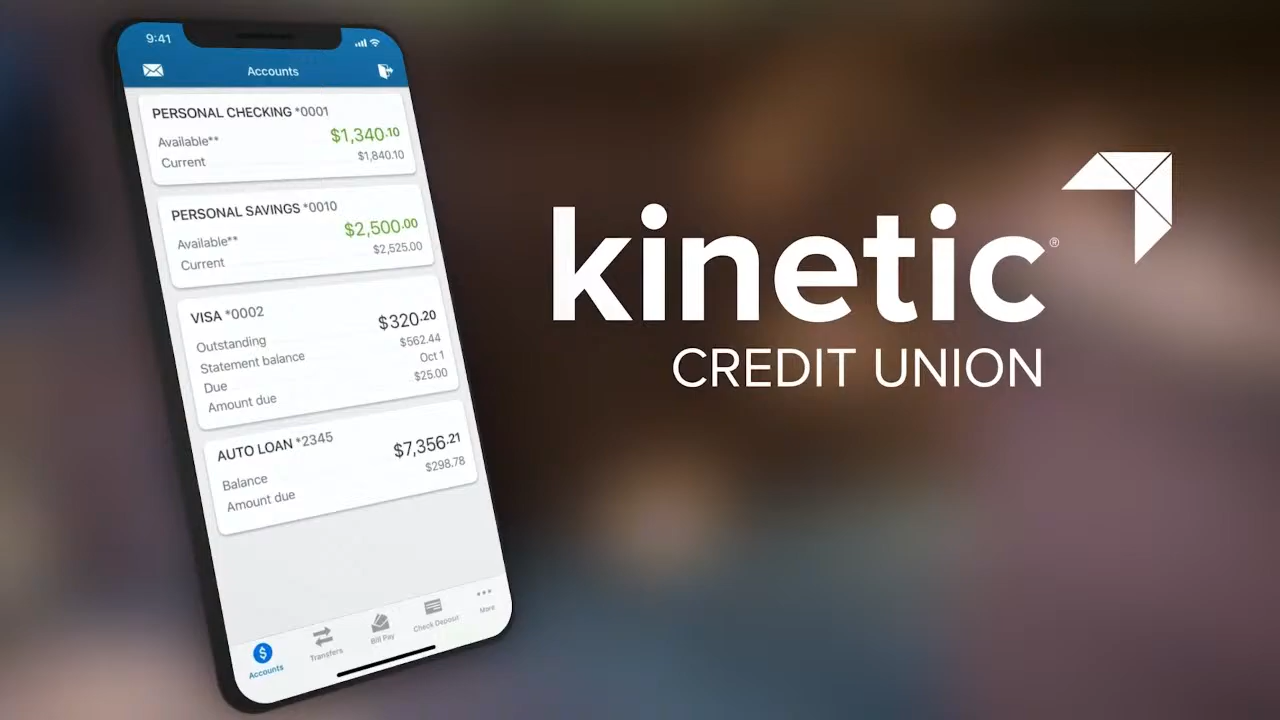 9:41
Accounts
PERSONAL CHECKING *0001
Available** $1,340.10
Current $1,840.10
PERSONAL SAVINGS *0010
Available** $2,500.00
Current $2,525.00
VISA *0002
Outstanding $320.20
Statement balance $562.44
Due Oct 1
Amount due $25.00
AUTO LOAN *2345
Balance $7,356.21
Amount due $298.78
Accounts Transfers Bill Pay Check Deposit More
kinetic®
CREDIT UNION